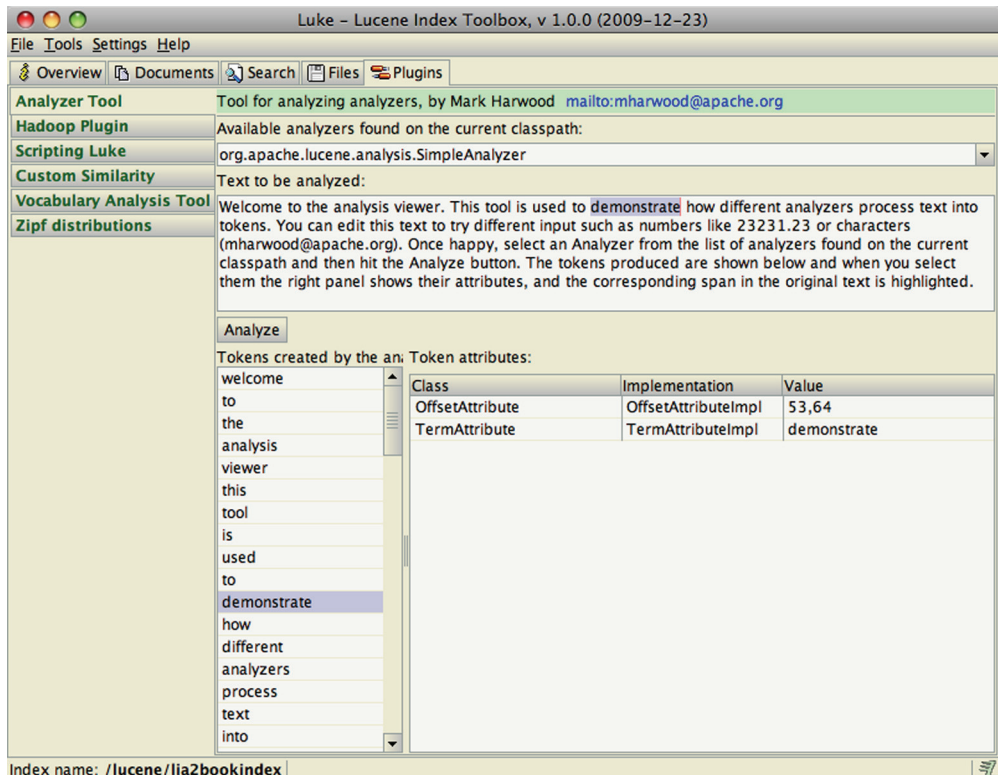 Luke – Lucene Index Toolbox, v 1.0.0 (2009-12-23)
File Tools Settings Help
Overview Documents Search Files Plugins
Analyzer Tool
Hadoop Plugin
Scripting Luke
Custom Similarity
Vocabulary Analysis Tool
Zipf distributions
Tool for analyzing analyzers, by Mark Harwood mailto:mharwood@apache.org
Available analyzers found on the current classpath:
org.apache.lucene.analysis.SimpleAnalyzer
Text to be analyzed:
Welcome to the analysis viewer. This tool is used to demonstrate how different analyzers process text into
tokens. You can edit this text to try different input such as numbers like 23231.23 or characters
(mharwood@apache.org). Once happy, select an Analyzer from the list of analyzers found on the current
classpath and then hit the Analyze button. The tokens produced are shown below and when you select
them the right panel shows their attributes, and the corresponding span in the original text is highlighted.
Analyze
Tokens created by the an
welcome
to
the
analysis
viewer
this
tool
is
used
to
demonstrate
how
different
analyzers
process
text
into
Token attributes:
Class Implementation Value
OffsetAttribute OffsetAttributeImpl 53,64
TermAttribute TermAttributeImpl demonstrate
Index name: /lucene/lia2bookindex